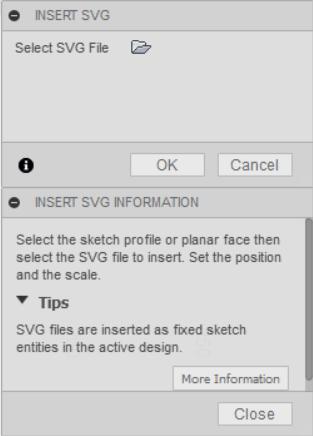 INSERT SVG
Select SVG File
OK Cancel
INSERT SVG INFORMATION
Select the sketch profile or planar face then
select the SVG file to insert. Set the position
and the scale.
Tips
SVG files are inserted as fixed sketch
entities in the active design.
More Information
Close